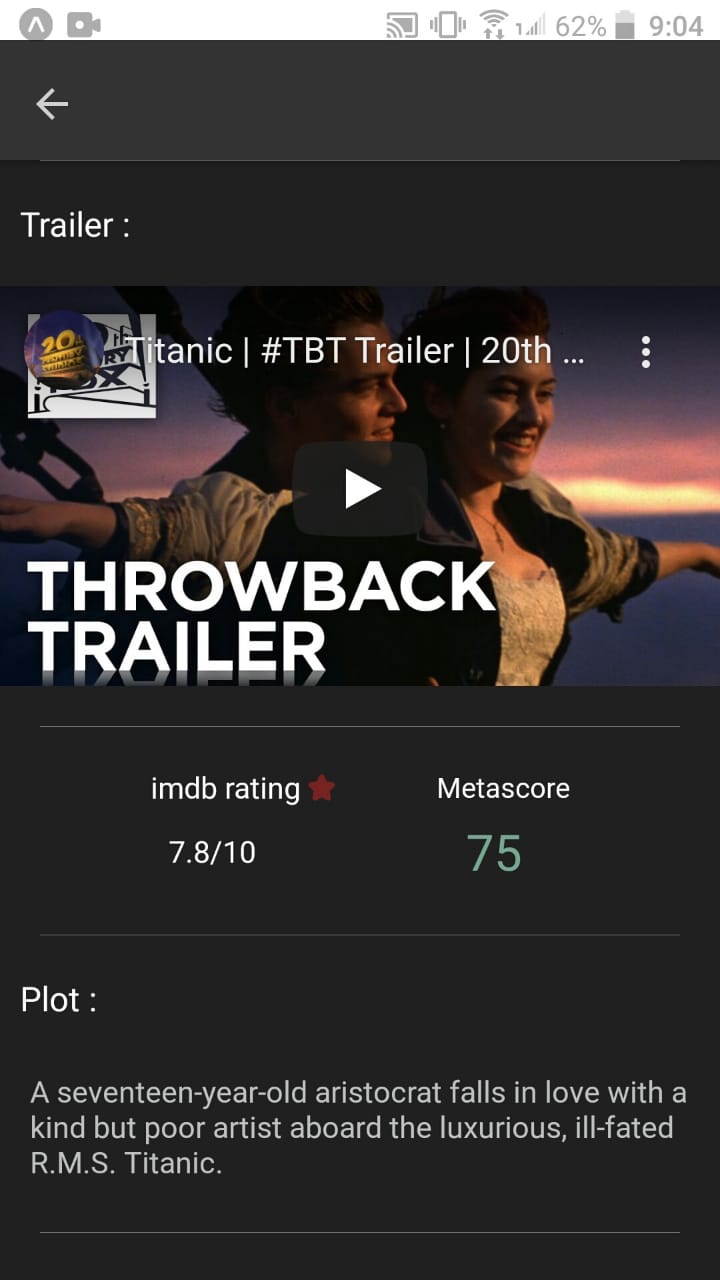 62% 9:04
Trailer :
Titanic | #TBT Trailer | 20th ...
THROWBACK
TRAILER
imdb rating Metascore
7.8/10 75
Plot :
A seventeen-year-old aristocrat falls in love with a
kind but poor artist aboard the luxurious, ill-fated
R.M.S. Titanic.